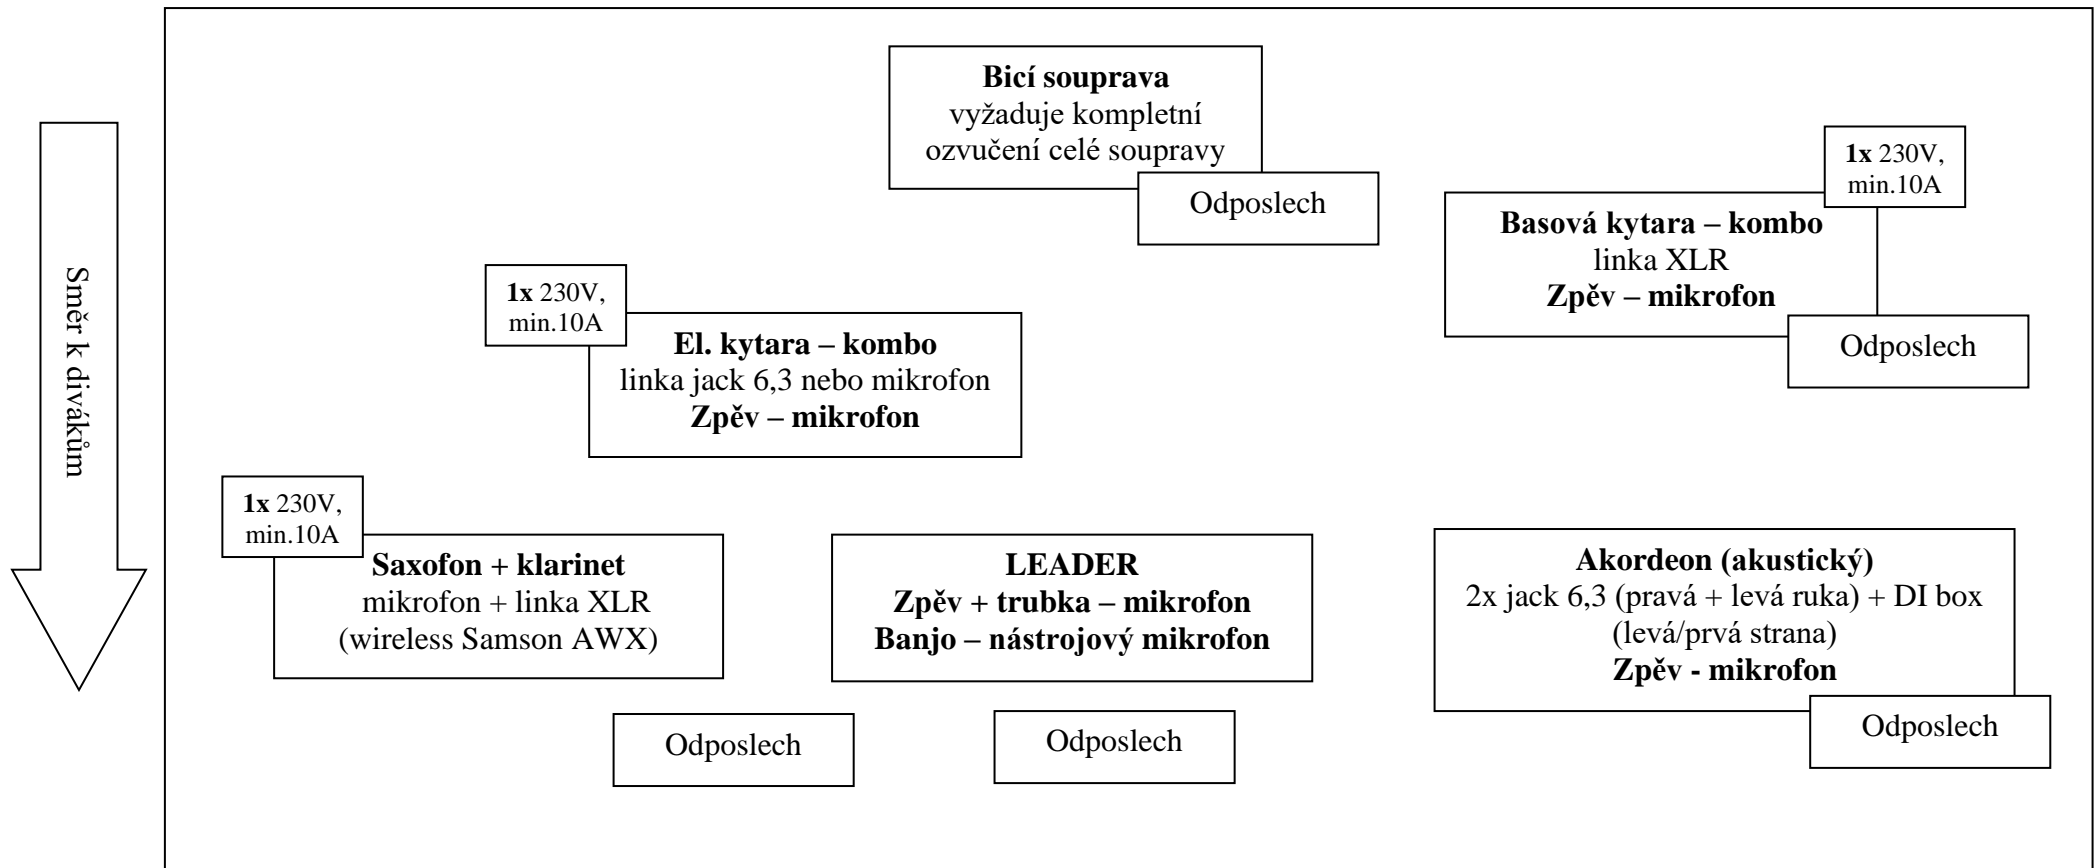 Směr k divákům
Bicí souprava
vyžaduje kompletní
ozvučení celé soupravy
Odposlech
1x 230V,
min.10A
Basová kytara – kombo
linka XLR
Zpěv – mikrofon
Odposlech
1x 230V,
min.10A
El. kytara – kombo
linka jack 6,3 nebo mikrofon
Zpěv – mikrofon
1x 230V,
min.10A
Saxofon + klarinet
mikrofon + linka XLR
(wireless Samson AWX)
LEADER
Zpěv + trubka – mikrofon
Banjo – nástrojový mikrofon
Akordeon (akustický)
2x jack 6,3 (pravá + levá ruka) + DI box
(levá/prvá strana)
Zpěv - mikrofon
Odposlech
Odposlech
Odposlech